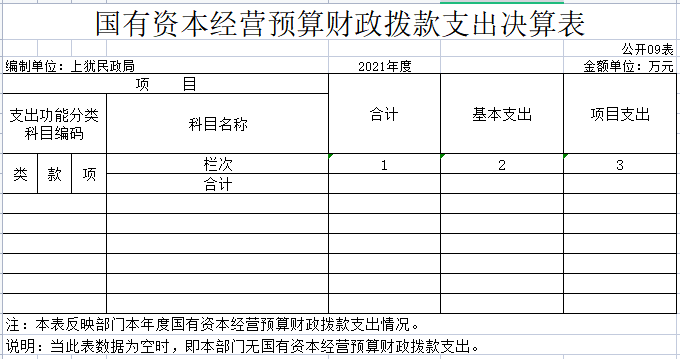 国有资本经营预算财政拨款支出决算表
公开09表
编制单位：上犹民政局 2021年度 金额单位：万元
项 目 合计 基本支出 项目支出
支出功能分类科目编码 科目名称
类 款 项 栏次 1 2 3
合计
注：本表反映部门本年度国有资本经营预算财政拨款支出情况。
说明：当此表数据为空时，即本部门无国有资本经营预算财政拨款支出。